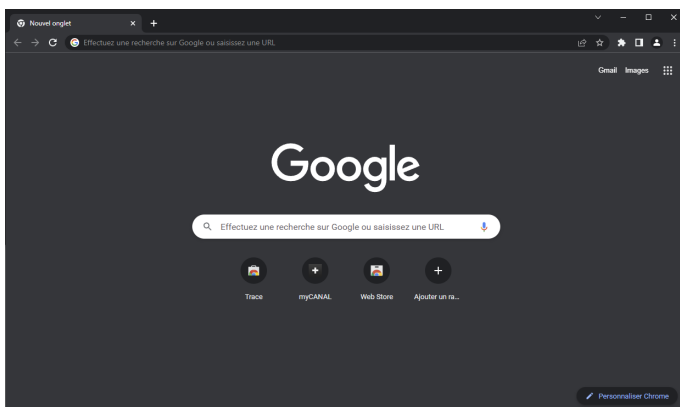 Nouvel onglet
Effectuez une recherche sur Google ou saisissez une URL
Gmail Images
Google
Effectuez une recherche sur Google ou saisissez une URL
Trace myCANAL Web Store Ajouter un ra...
Personnaliser Chrome